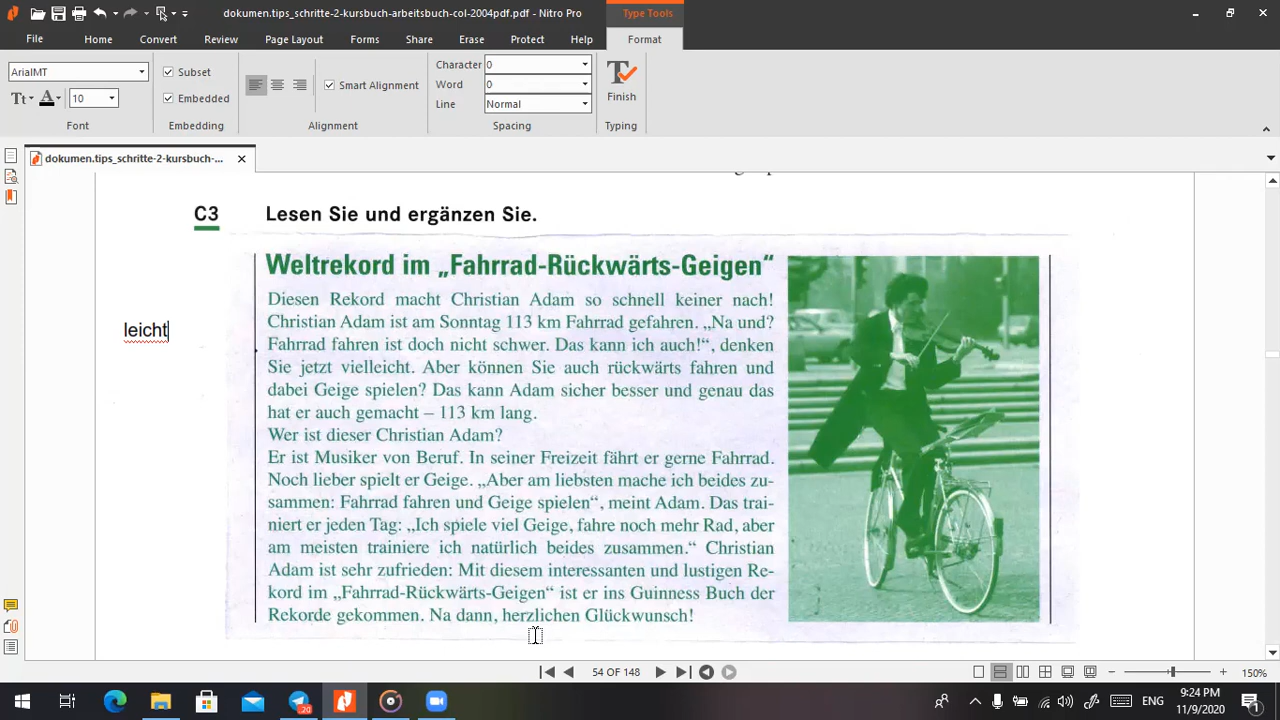 dokumen.tips_schritte-2-kursbuch-arbeitsbuch-col-2004pdf.pdf - Nitro Pro
Type Tools
File
Home
Convert
Review
Page Layout
Forms
Share
Erase
Protect
Help
Format
ArialMT
Subset
Smart Alignment
Character
0
Word
0
Line
Normal
Finish
Tt
A
10
Embedded
Font
Embedding
Alignment
Spacing
Typing
dokumen.tips_schritte-2-kursbuch-...
C3 Lesen Sie und ergänzen Sie.
leicht
Weltrekord im „Fahrrad-Rückwärts-Geigen“
Diesen Rekord macht Christian Adam so schnell keiner nach!
Christian Adam ist am Sonntag 113 km Fahrrad gefahren. „Na und?
Fahrrad fahren ist doch nicht schwer. Das kann ich auch!“, denken
Sie jetzt vielleicht. Aber können Sie auch rückwärts fahren und
dabei Geige spielen? Das kann Adam sicher besser und genau das
hat er auch gemacht – 113 km lang.
Wer ist dieser Christian Adam?
Er ist Musiker von Beruf. In seiner Freizeit fährt er gerne Fahrrad.
Noch lieber spielt er Geige. „Aber am liebsten mache ich beides zu-
sammen: Fahrrad fahren und Geige spielen“, meint Adam. Das trai-
niert er jeden Tag: „Ich spiele viel Geige, fahre noch mehr Rad, aber
am meisten trainiere ich natürlich beides zusammen.“ Christian
Adam ist sehr zufrieden: Mit diesem interessanten und lustigen Re-
kord im „Fahrrad-Rückwärts-Geigen“ ist er ins Guinness Buch der
Rekorde gekommen. Na dann, herzlichen Glückwunsch!
54 OF 148
150%
20
ENG
9:24 PM
11/9/2020
1